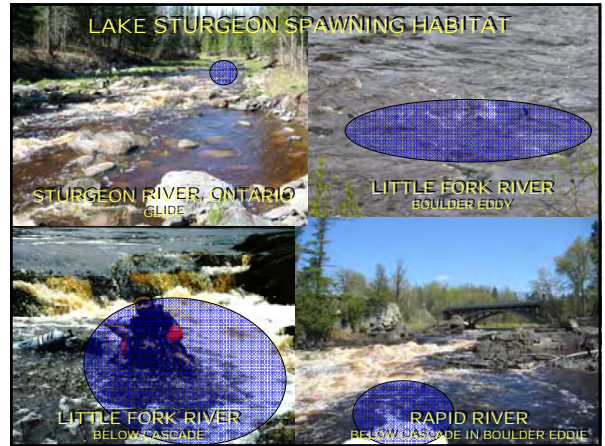 LAKE STURGEON SPAWNING HABITAT
STURGEON RIVER, ONTARIO
GLIDE
LITTLE FORK RIVER
BOULDER EDDY
LITTLE FORK RIVER
BELOW CASCADE
RAPID RIVER
BELOW CASCADE IN BOULDER EDDIE